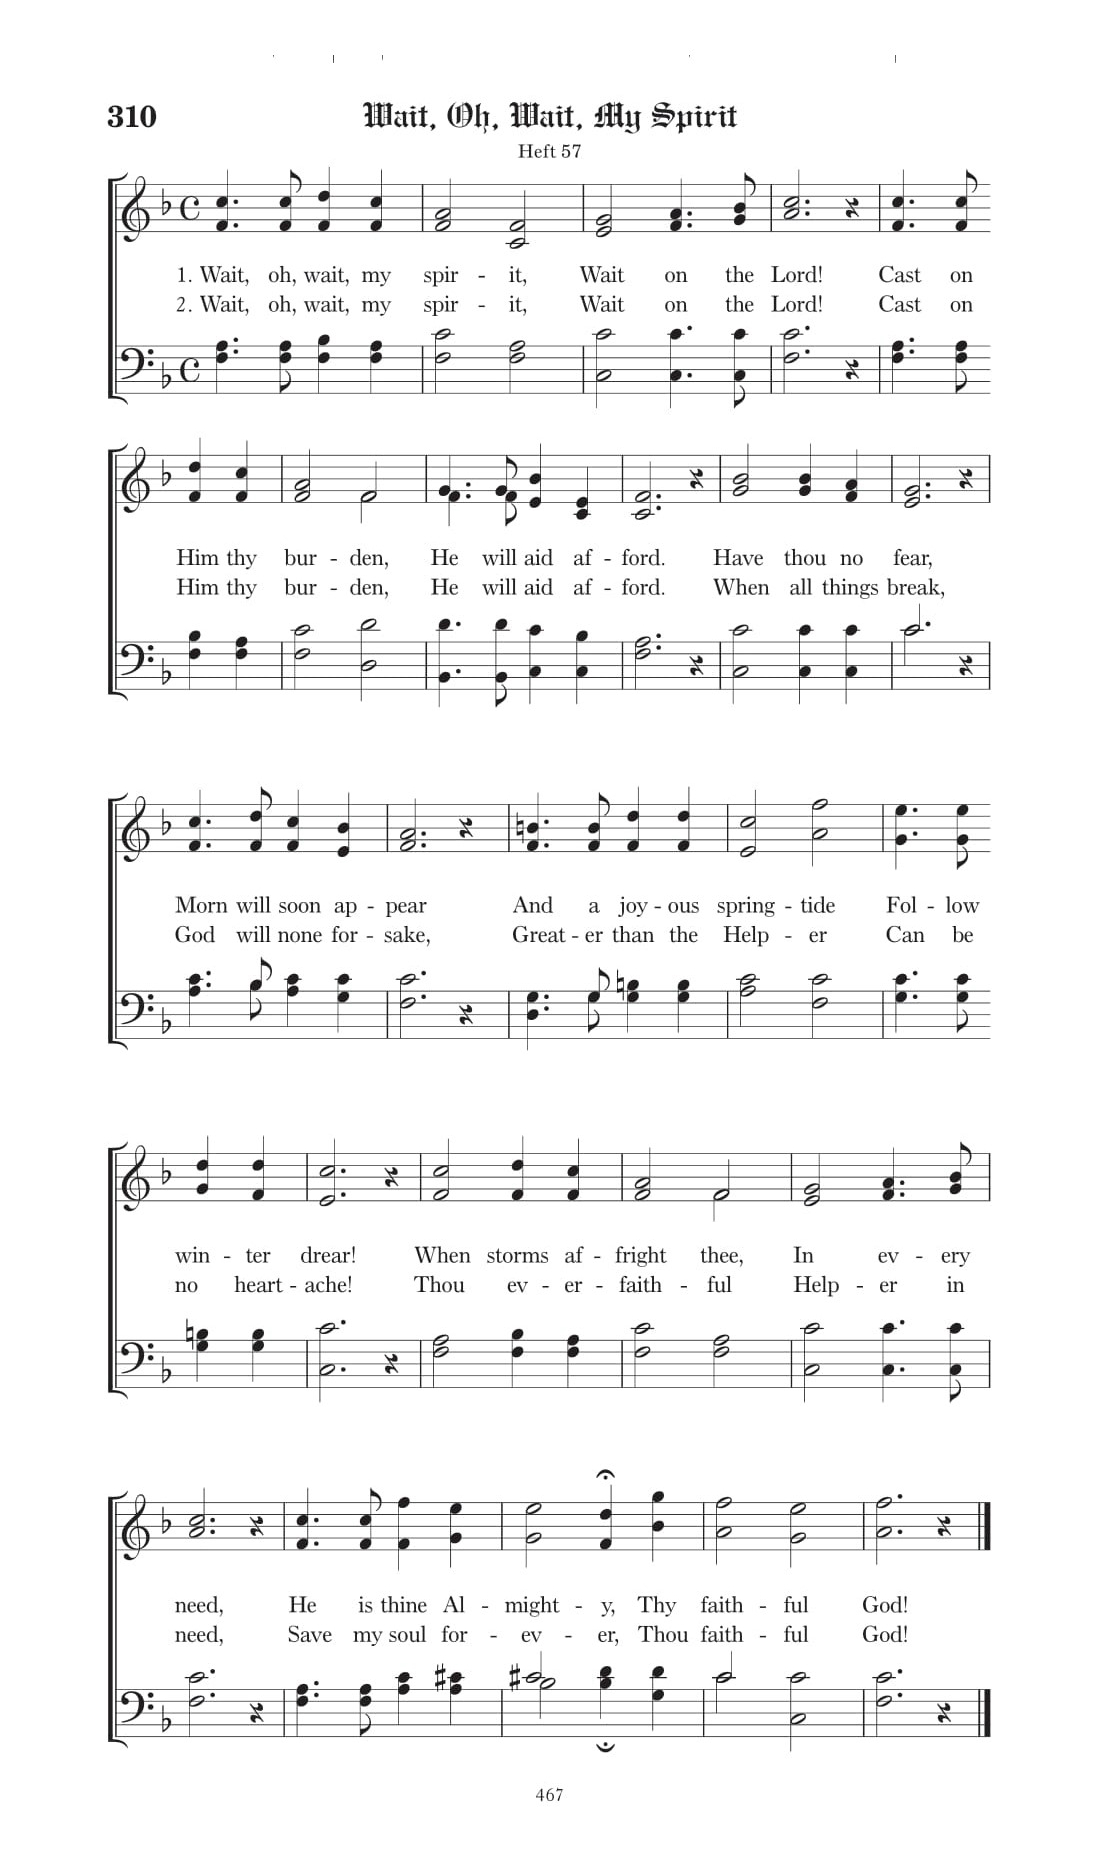 310 Wait, Oh, Wait, My Spirit
Heft 57
1. Wait, oh, wait, my spir - it, Wait on the Lord! Cast on
2. Wait, oh, wait, my spir - it, Wait on the Lord! Cast on
Him thy bur - den, He will aid af - ford. Have thou no fear,
Him thy bur - den, He will aid af - ford. When all things break,
Morn will soon ap - pear And a joy - ous spring - tide Fol - low
God will none for - sake, Great - er than the Help - er Can be
win - ter drear! When storms af - fright thee, In ev - ery
no heart - ache! Thou ev - er - faith - ful Help - er in
need, He is thine Al - might - y, Thy faith - ful God!
need, Save my soul for - ev - er, Thou faith - ful God!
467